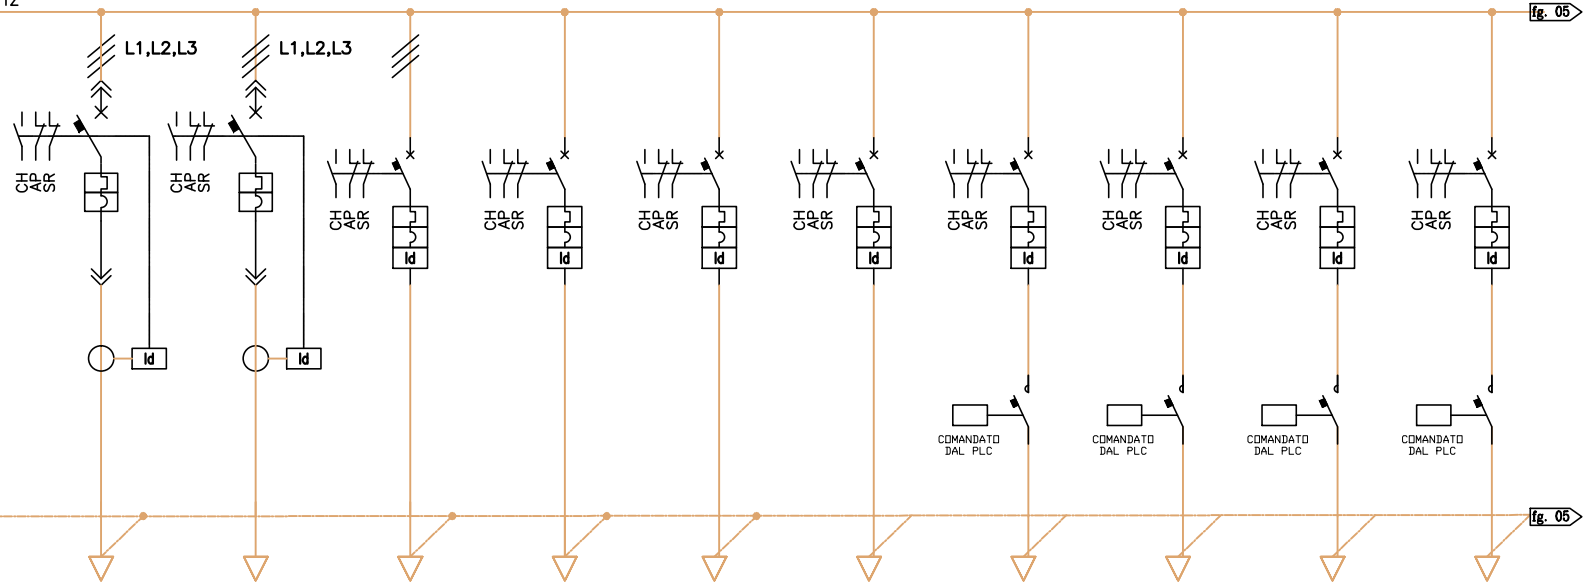 12
fg. 05
L1,L2,L3
L1,L2,L3
CH
AP
SR
CH
AP
SR
CH
AP
SR
CH
AP
SR
CH
AP
SR
CH
AP
SR
CH
AP
SR
CH
AP
SR
CH
AP
SR
CH
AP
SR
Id
Id
Id
Id
Id
Id
Id
Id
Id
Id
COMANDATO
DAL PLC
COMANDATO
DAL PLC
COMANDATO
DAL PLC
COMANDATO
DAL PLC
fg. 05